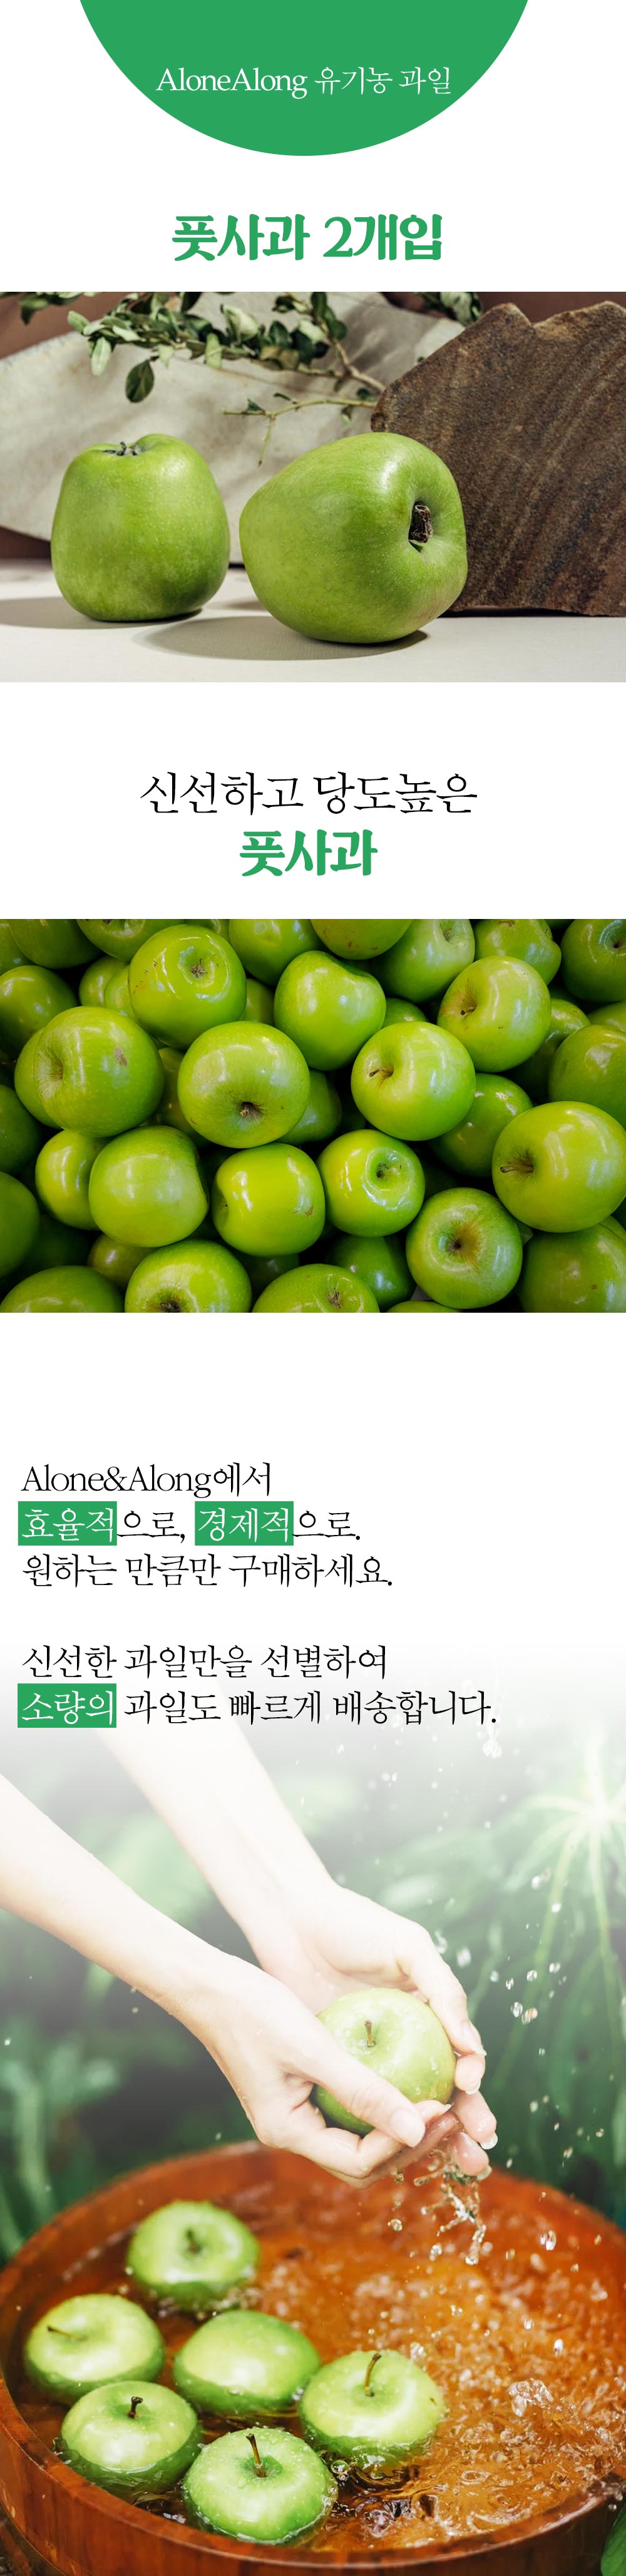 AloneAlong 유기농 과일
풋사과 2개입
신선하고 당도높은
풋사과
Alone&Along에서
효율적으로, 경제적으로.
원하는 만큼만 구매하세요.
신선한 과일만을 선별하여
소량의 과일도 빠르게 배송합니다.